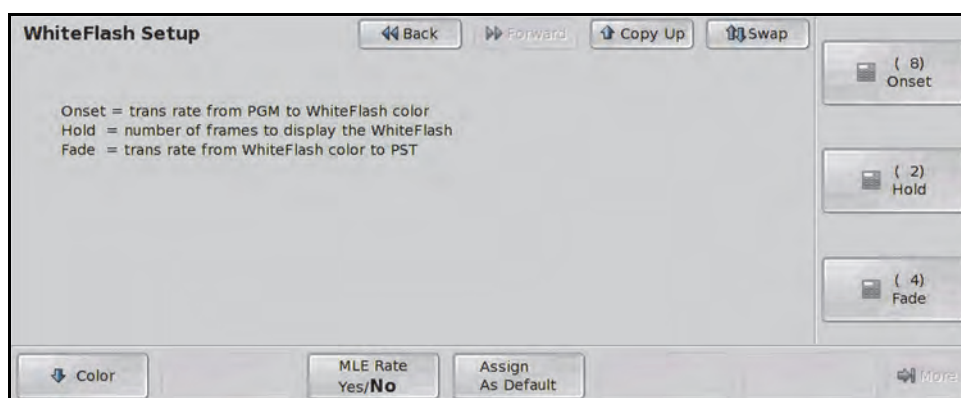 WhiteFlash Setup
Back
Forward
Copy Up
Swap
( 8)
Onset
Onset = trans rate from PGM to WhiteFlash color
Hold = number of frames to display the WhiteFlash
Fade = trans rate from WhiteFlash color to PST
( 2)
Hold
( 4)
Fade
Color
MLE Rate
Yes/No
Assign
As Default
More